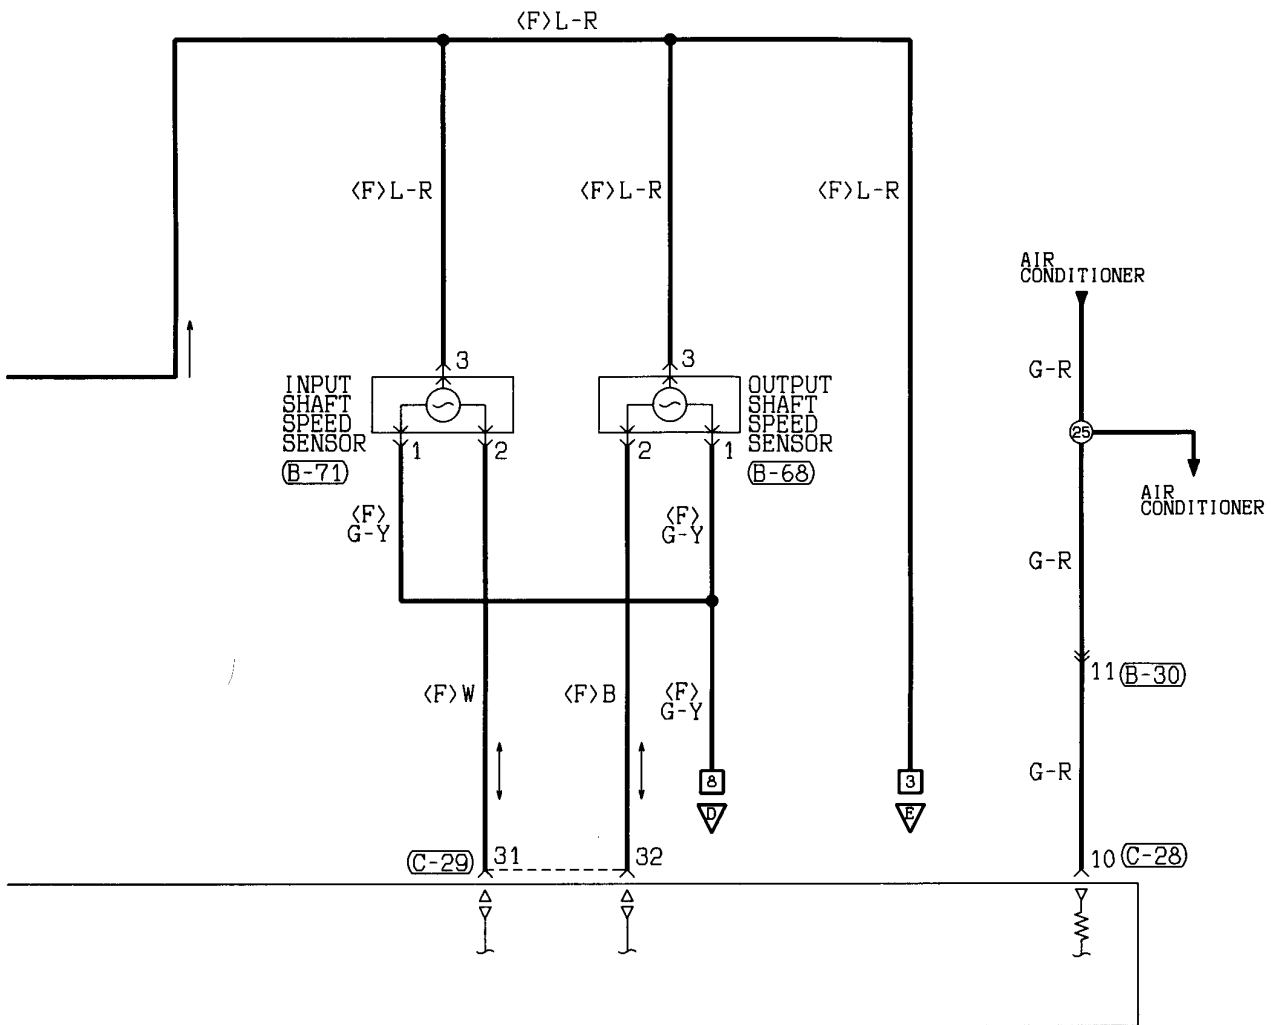 <F>L-R
<F>L-R
<F>L-R
<F>L-R
AIR
CONDITIONER
G-R
3
3
INPUT
SHAFT
SPEED
SENSOR
(B-71)
1
2
OUTPUT
SHAFT
SPEED
SENSOR
(B-68)
2
1
25
AIR
CONDITIONER
<F>
G-Y
<F>
G-Y
G-R
11 (B-30)
<F>W
<F>B
<F>
G-Y
G-R
8
D
3
E
(C-29) 31
32
10 (C-28)